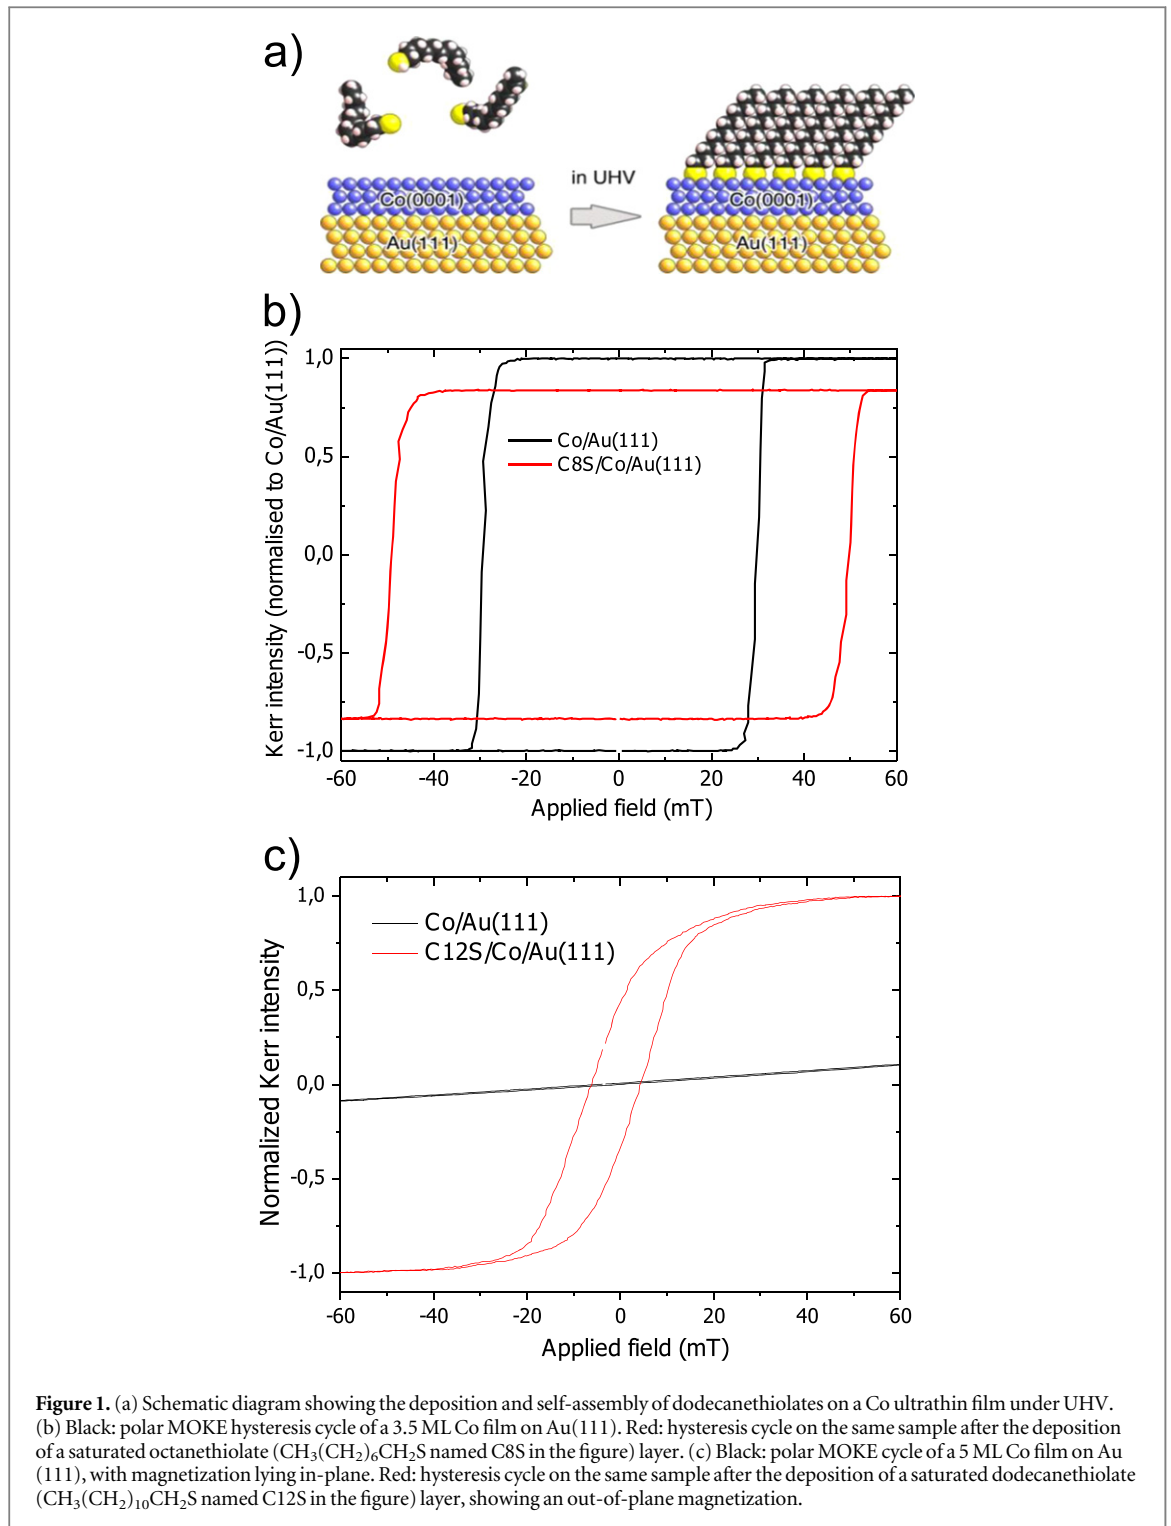 a)
in UHV
Co(0001)
Au(111)
Co(0001)
Au(111)
b)
Kerr intensity (normalised to Co/Au(111))
1,0
0,5
0,0
-0,5
-1,0
Co/Au(111)
C8S/Co/Au(111)
-60 -40 -20 0 20 40 60
Applied field (mT)
c)
Normalized Kerr intensity
1,0
0,5
0,0
-0,5
-1,0
Co/Au(111)
C12S/Co/Au(111)
-60 -40 -20 0 20 40 60
Applied field (mT)
Figure 1. (a) Schematic diagram showing the deposition and self-assembly of dodecanethiolates on a Co ultrathin film under UHV.
(b) Black: polar MOKE hysteresis cycle of a 3.5 ML Co film on Au(111). Red: hysteresis cycle on the same sample after the deposition
of a saturated octanethiolate (CH₃(CH₂)₆CH₂S named C8S in the figure) layer. (c) Black: polar MOKE cycle of a 5 ML Co film on Au
(111), with magnetization lying in-plane. Red: hysteresis cycle on the same sample after the deposition of a saturated dodecanethiolate
(CH₃(CH₂)₁₀CH₂S named C12S in the figure) layer, showing an out-of-plane magnetization.